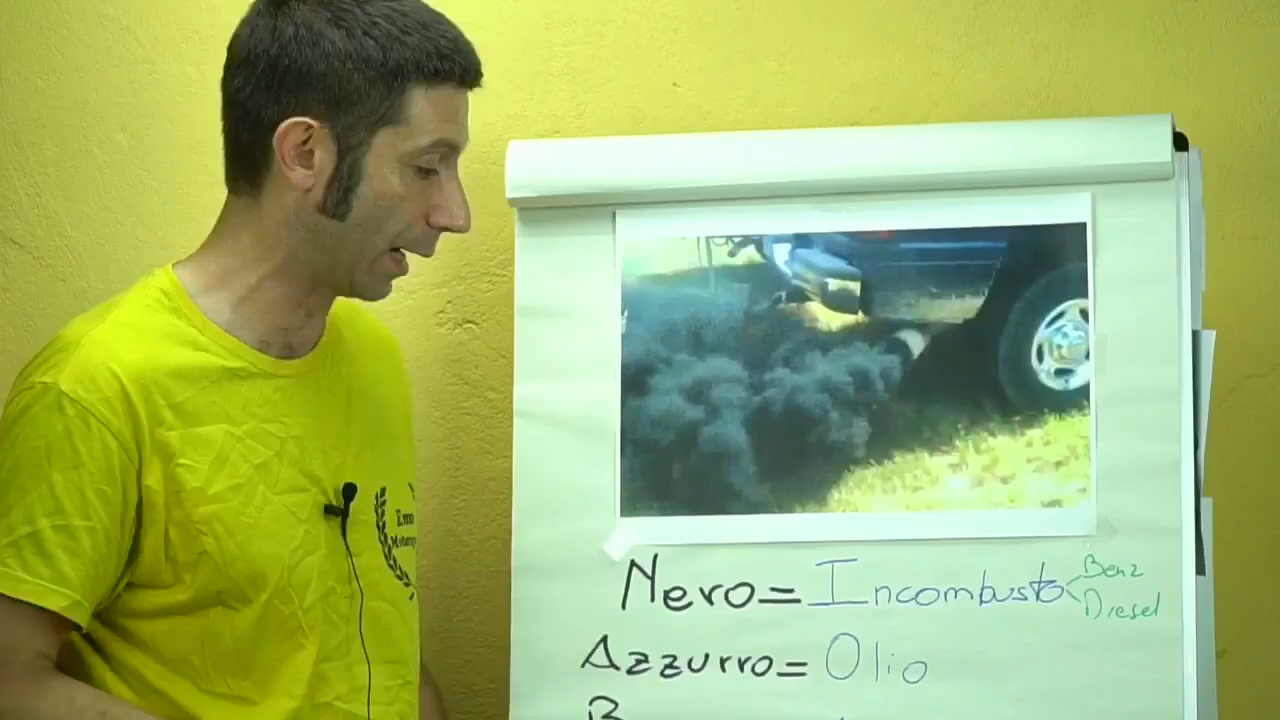 Nero = Incombusto
Benz
Diesel
Azzurro = Olio